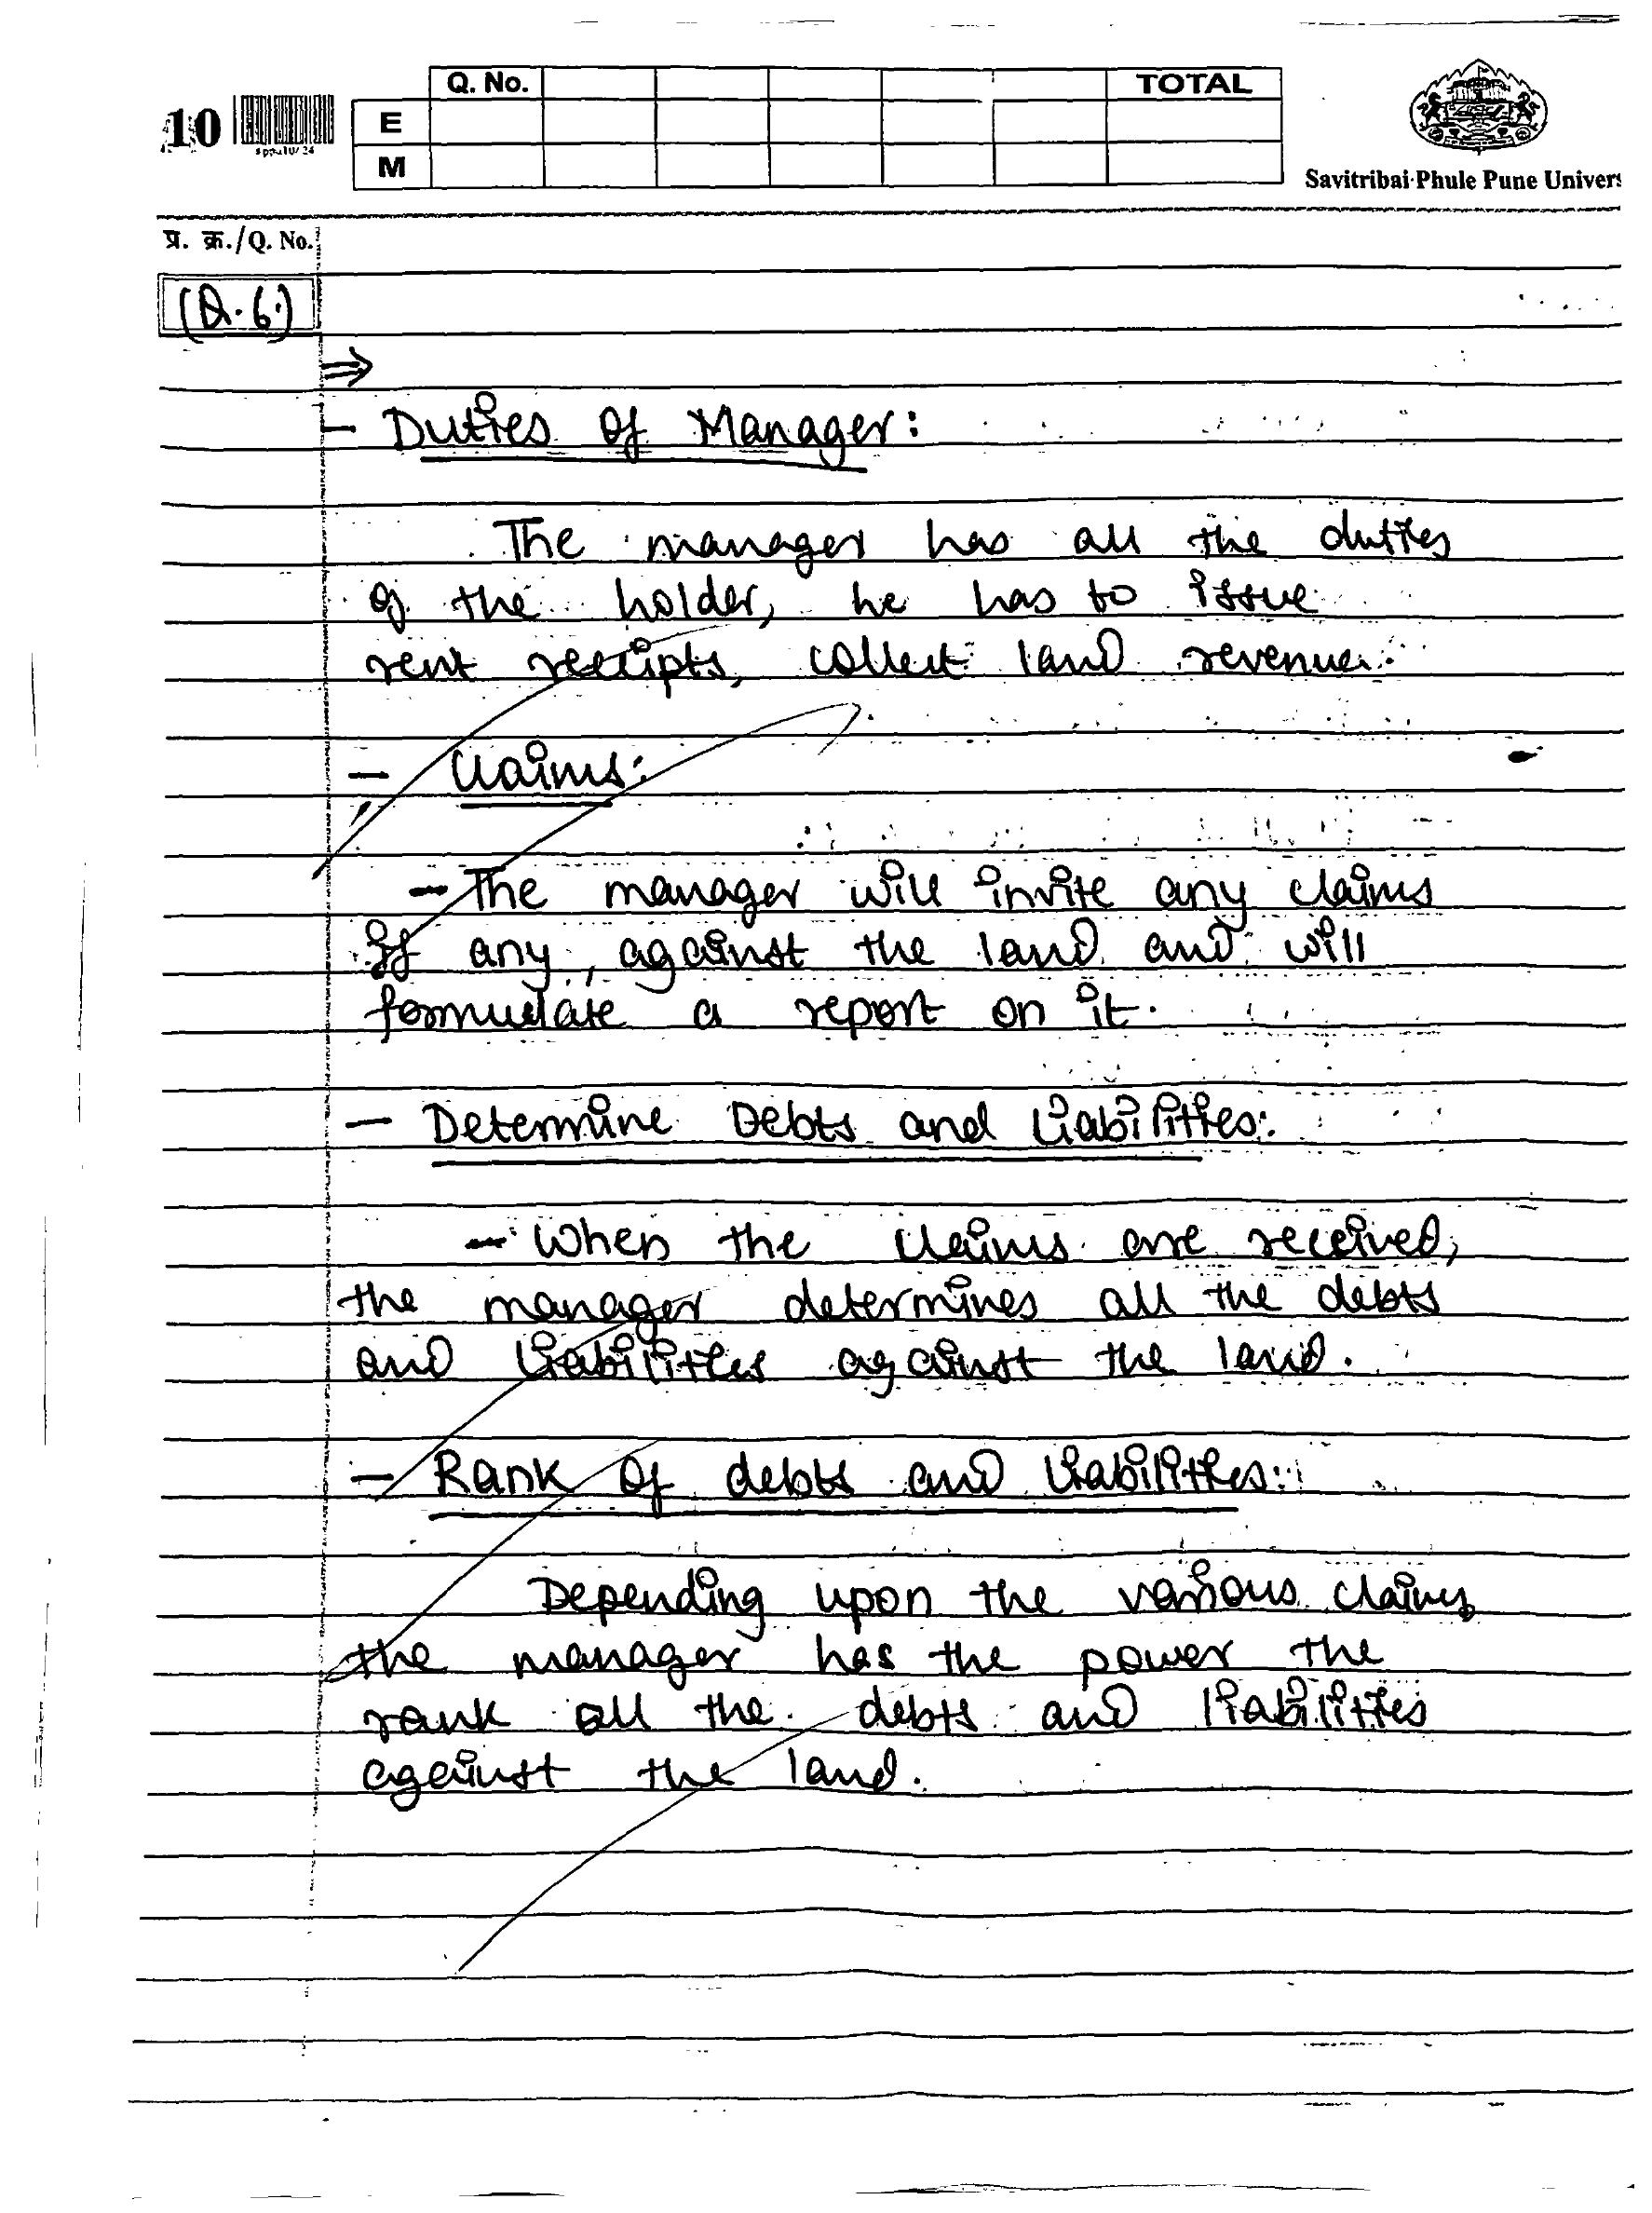 10
sppu10/24
Q. No.
TOTAL
E
M
Savitribai Phule Pune Univers
प्र. क्र./Q. No.
(Q.6.)
⇒
- Duties of Manager:
The manager has all the duties
of the holder, he has to issue
rent receipts, collect land revenue.
- Claims:
- The manager will invite any claims
if any, against the land and will
formulate a report on it.
- Determine Debts and Liabilities:
- When the claims are received,
the manager determines all the debts
and liabilities against the land.
- Rank of debts and liabilities:
Depending upon the various claims
the manager has the power the
rank all the debts and liabilities
against the land.